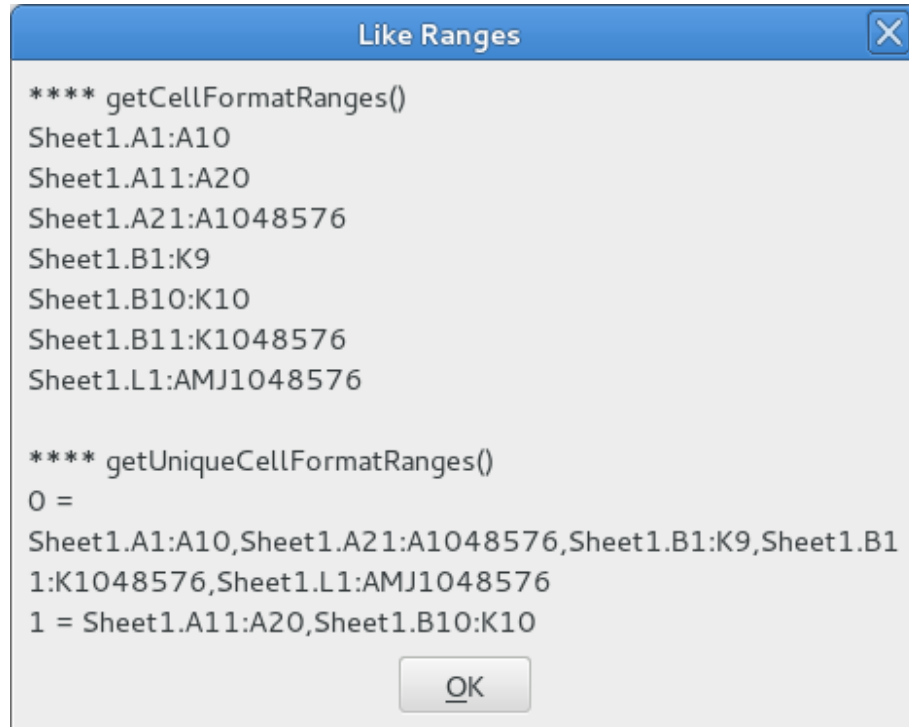 Like Ranges
**** getCellFormatRanges()
Sheet1.A1:A10
Sheet1.A11:A20
Sheet1.A21:A1048576
Sheet1.B1:K9
Sheet1.B10:K10
Sheet1.B11:K1048576
Sheet1.L1:AMJ1048576
**** getUniqueCellFormatRanges()
0 =
Sheet1.A1:A10,Sheet1.A21:A1048576,Sheet1.B1:K9,Sheet1.B1
1:K1048576,Sheet1.L1:AMJ1048576
1 = Sheet1.A11:A20,Sheet1.B10:K10
OK